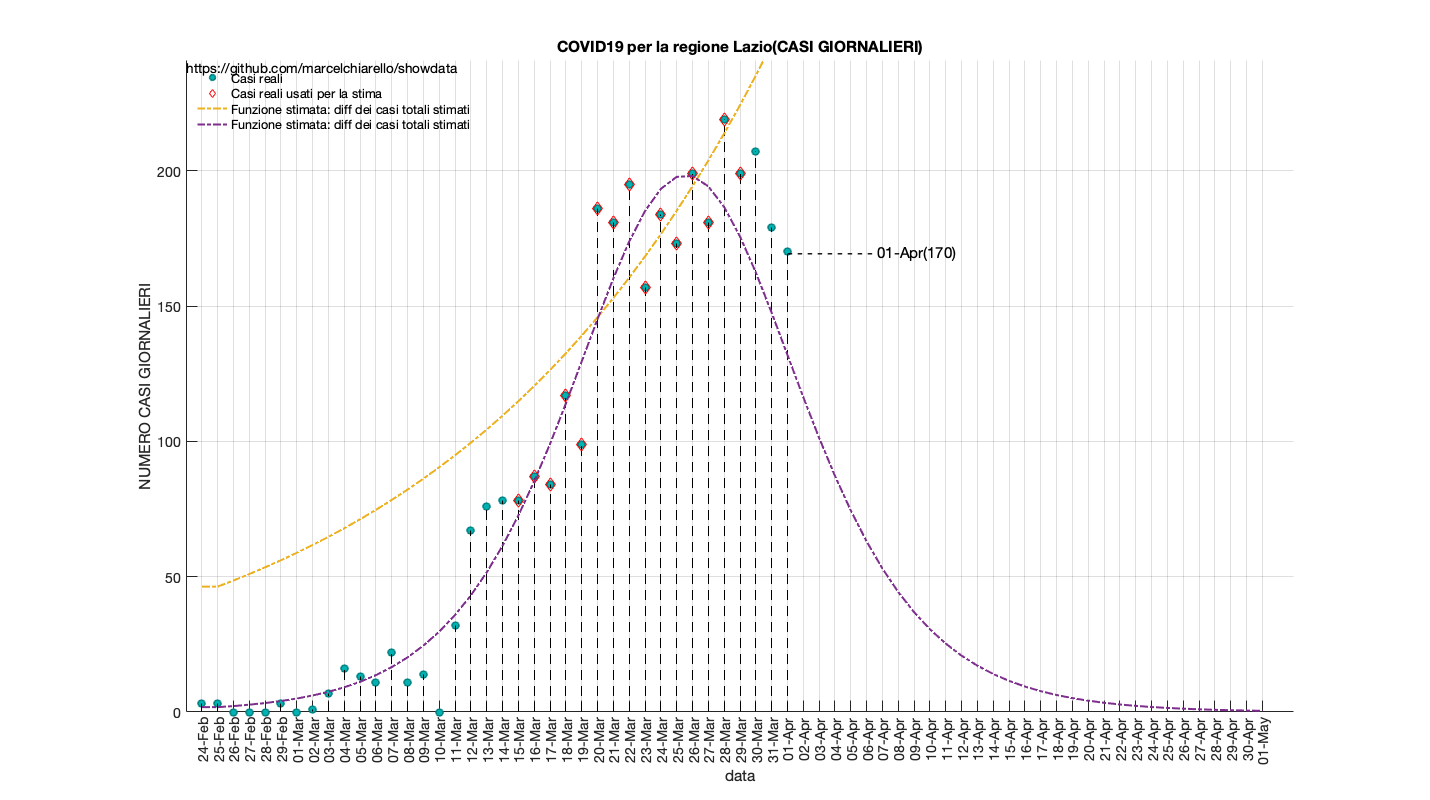 COVID19 per la regione Lazio(CASI GIORNALIERI)
https://github.com/marcelchiarello/showdata
Casi reali
Casi reali usati per la stima
Funzione stimata: diff dei casi totali stimati
Funzione stimata: diff dei casi totali stimati
NUMERO CASI GIORNALIERI
200
150
100
50
0
01-Apr(170)
24-Feb
25-Feb
26-Feb
27-Feb
28-Feb
29-Feb
01-Mar
02-Mar
03-Mar
04-Mar
05-Mar
06-Mar
07-Mar
08-Mar
09-Mar
10-Mar
11-Mar
12-Mar
13-Mar
14-Mar
15-Mar
16-Mar
17-Mar
18-Mar
19-Mar
20-Mar
21-Mar
22-Mar
23-Mar
24-Mar
25-Mar
26-Mar
27-Mar
28-Mar
29-Mar
30-Mar
31-Mar
01-Apr
02-Apr
03-Apr
04-Apr
05-Apr
06-Apr
07-Apr
08-Apr
09-Apr
10-Apr
11-Apr
12-Apr
13-Apr
14-Apr
15-Apr
16-Apr
17-Apr
18-Apr
19-Apr
20-Apr
21-Apr
22-Apr
23-Apr
24-Apr
25-Apr
26-Apr
27-Apr
28-Apr
29-Apr
30-Apr
01-May
data